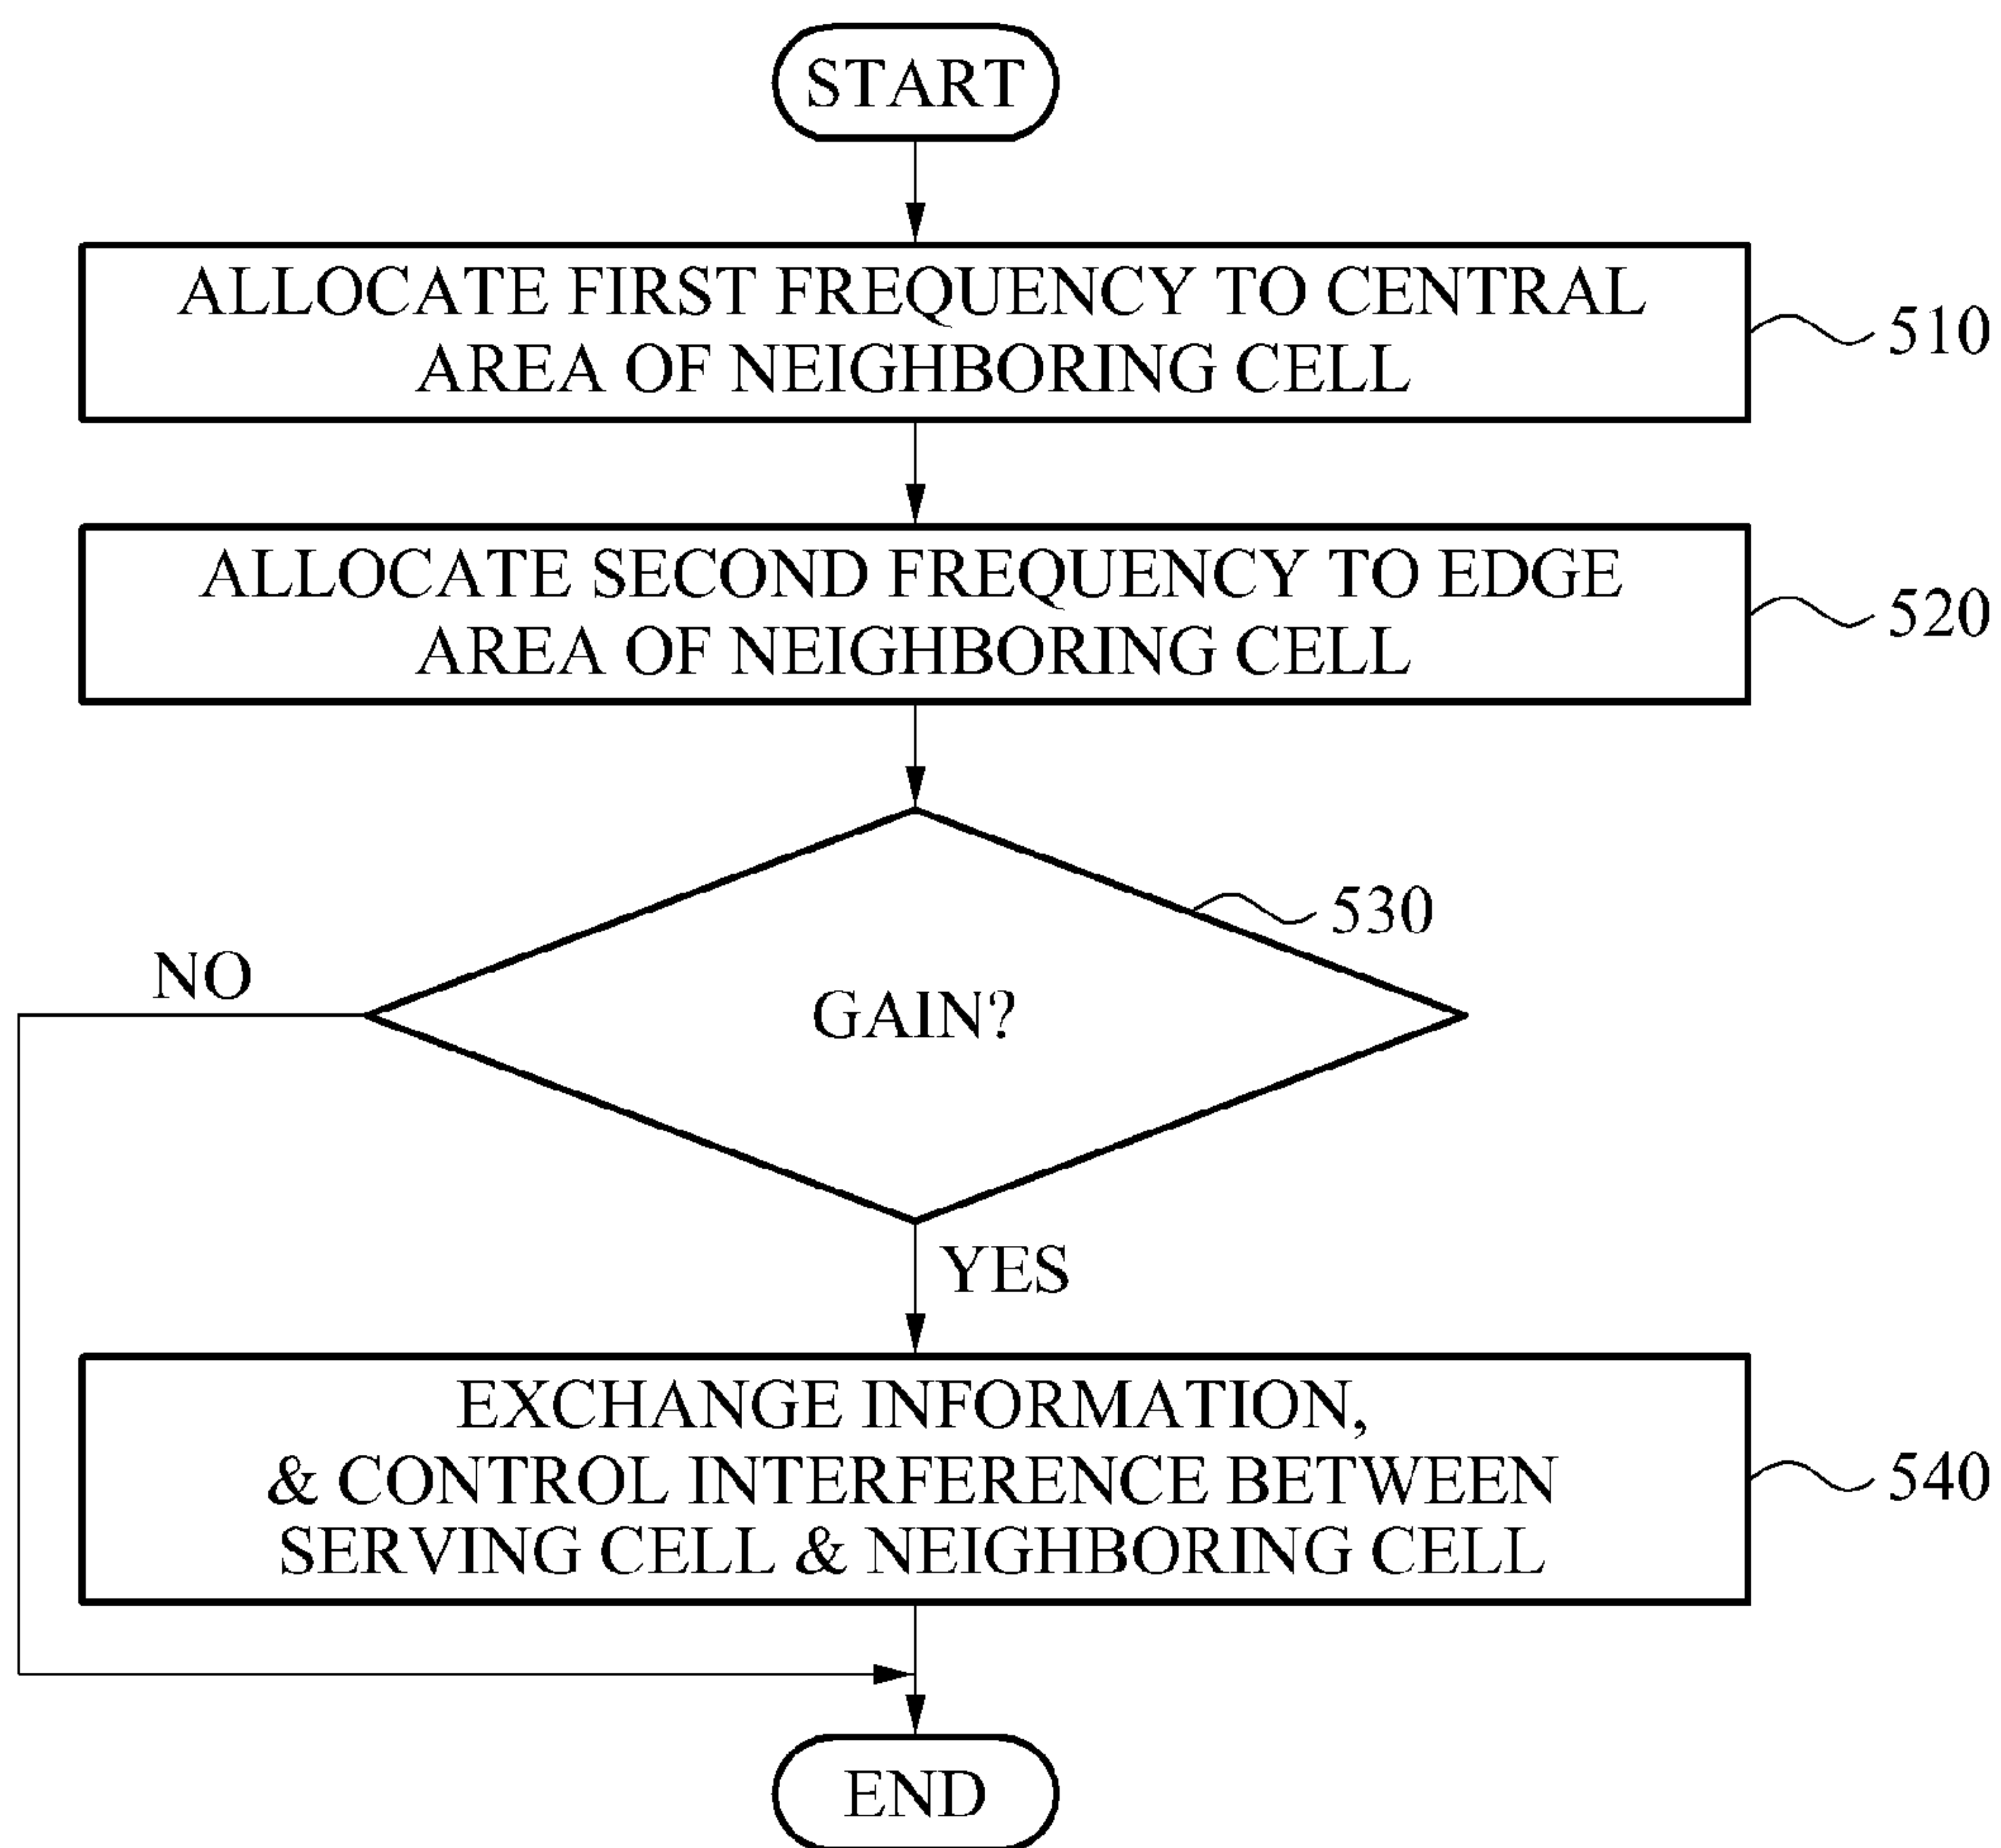 START
ALLOCATE FIRST FREQUENCY TO CENTRAL
AREA OF NEIGHBORING CELL
510
ALLOCATE SECOND FREQUENCY TO EDGE
AREA OF NEIGHBORING CELL
520
530
NO
GAIN?
YES
EXCHANGE INFORMATION,
& CONTROL INTERFERENCE BETWEEN
SERVING CELL & NEIGHBORING CELL
540
END